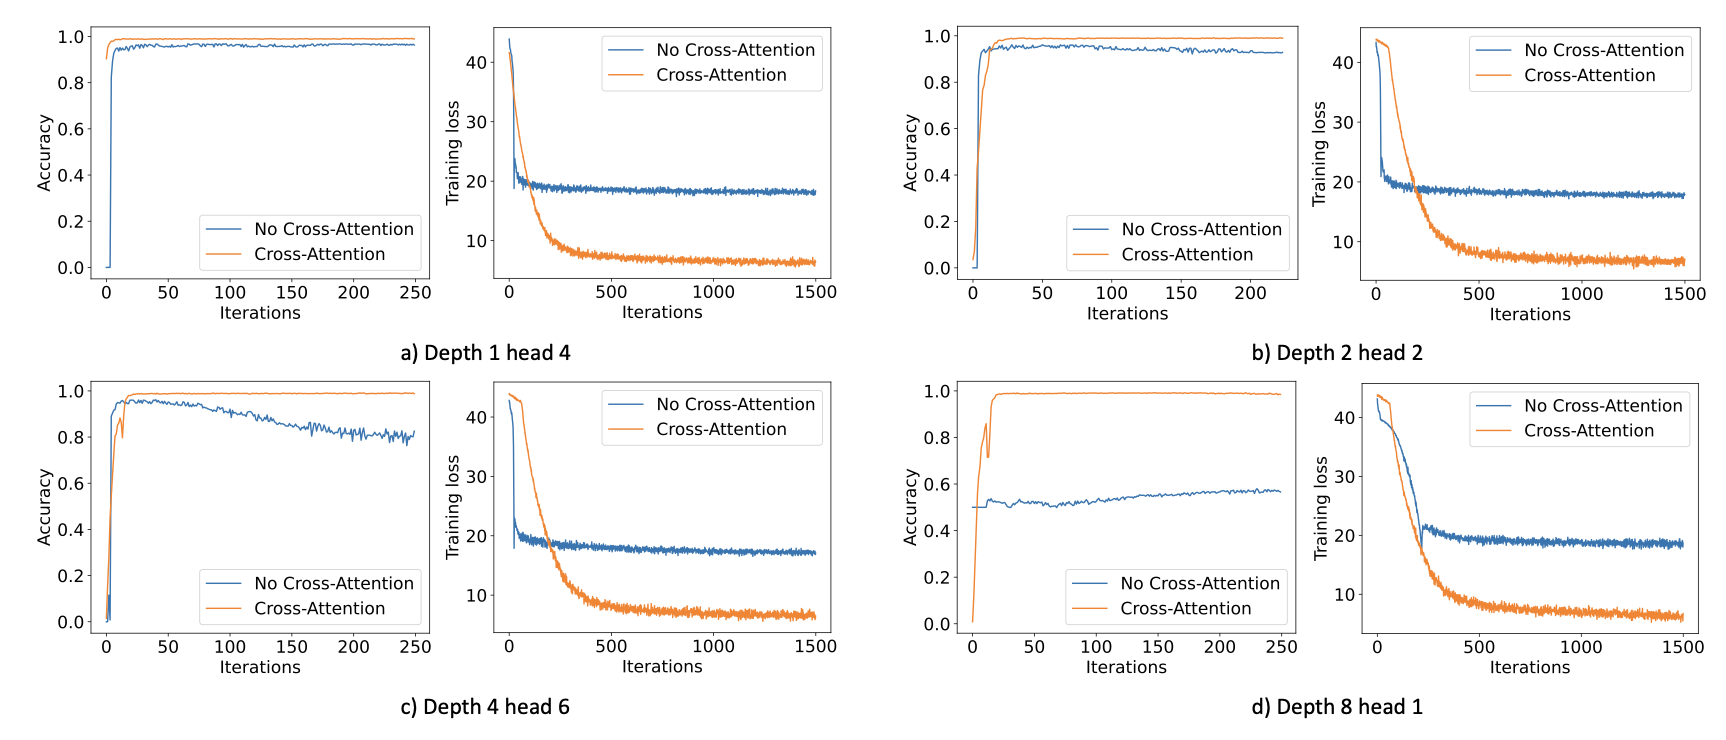 1.0
0.8
0.6
0.4
0.2
0.0
Accuracy
0 50 100 150 200 250
Iterations
No Cross-Attention
Cross-Attention
40
30
20
10
Training loss
0 500 1000 1500
Iterations
No Cross-Attention
Cross-Attention
a) Depth 1 head 4
1.0
0.8
0.6
0.4
0.2
0.0
Accuracy
0 50 100 150 200
Iterations
No Cross-Attention
Cross-Attention
40
30
20
10
Training loss
0 500 1000 1500
Iterations
No Cross-Attention
Cross-Attention
b) Depth 2 head 2
1.0
0.8
0.6
0.4
0.2
0.0
Accuracy
0 50 100 150 200 250
Iterations
No Cross-Attention
Cross-Attention
40
30
20
10
Training loss
0 500 1000 1500
Iterations
No Cross-Attention
Cross-Attention
c) Depth 4 head 6
1.0
0.8
0.6
0.4
0.2
0.0
Accuracy
0 50 100 150 200 250
Iterations
No Cross-Attention
Cross-Attention
40
30
20
10
Training loss
0 500 1000 1500
Iterations
No Cross-Attention
Cross-Attention
d) Depth 8 head 1